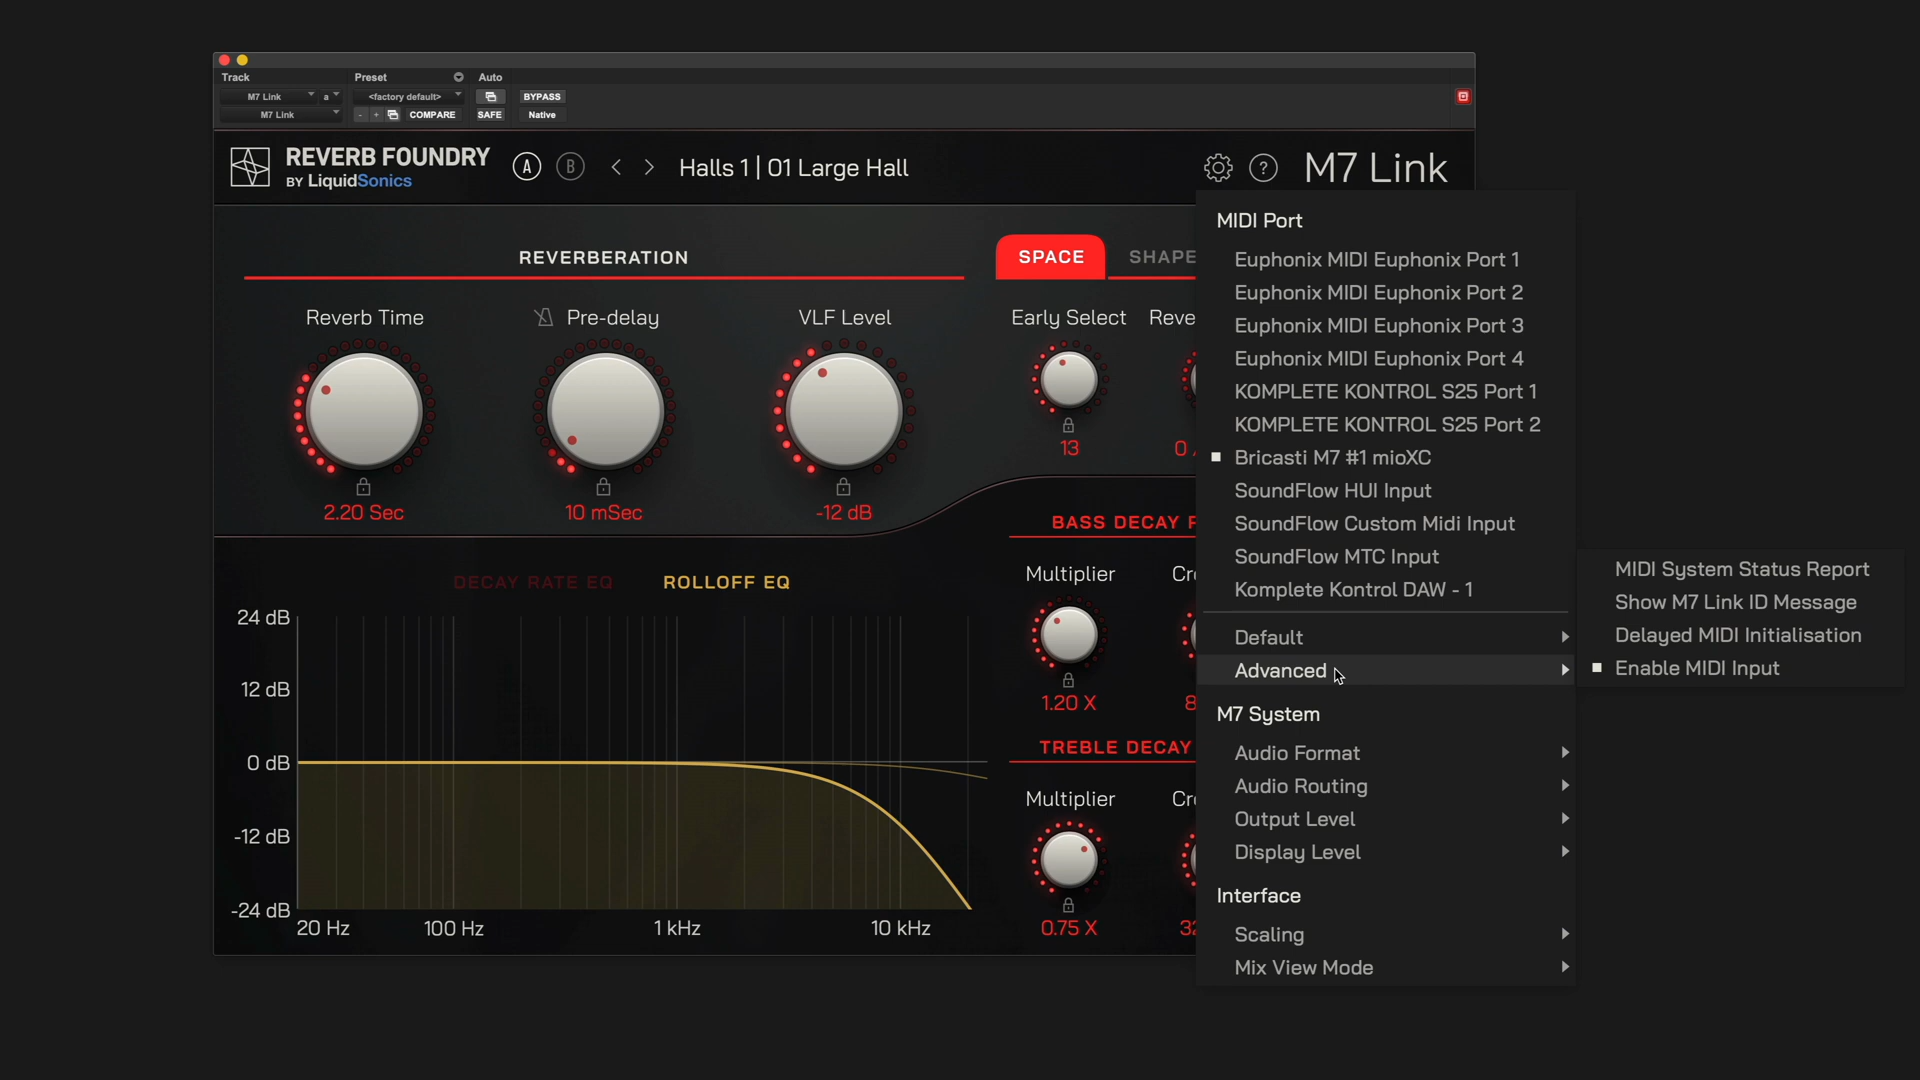 Track
Preset
Auto
M7 Link
a
<factory default>
BYPASS
M7 Link
-
+
COMPARE
SAFE
Native
REVERB FOUNDRY
BY LiquidSonics
A
B
<
>
Halls 1 | 01 Large Hall
?
M7 Link
REVERBERATION
SPACE
SHAPE
Reverb Time
Pre-delay
VLF Level
Early Select
Reve
2.20 Sec
10 mSec
-12 dB
13
0
DECAY RATE EQ
ROLLOFF EQ
24 dB
12 dB
0 dB
-12 dB
-24 dB
20 Hz
100 Hz
1 kHz
10 kHz
BASS DECAY
Multiplier
Cr
1.20 X
8
TREBLE DECAY
Multiplier
Cr
0.75 X
32
MIDI Port
Euphonix MIDI Euphonix Port 1
Euphonix MIDI Euphonix Port 2
Euphonix MIDI Euphonix Port 3
Euphonix MIDI Euphonix Port 4
KOMPLETE KONTROL S25 Port 1
KOMPLETE KONTROL S25 Port 2
Bricasti M7 #1 mioXC
SoundFlow HUI Input
SoundFlow Custom Midi Input
SoundFlow MTC Input
Komplete Kontrol DAW - 1
Default
Advanced
M7 System
Audio Format
Audio Routing
Output Level
Display Level
Interface
Scaling
Mix View Mode
MIDI System Status Report
Show M7 Link ID Message
Delayed MIDI Initialisation
Enable MIDI Input